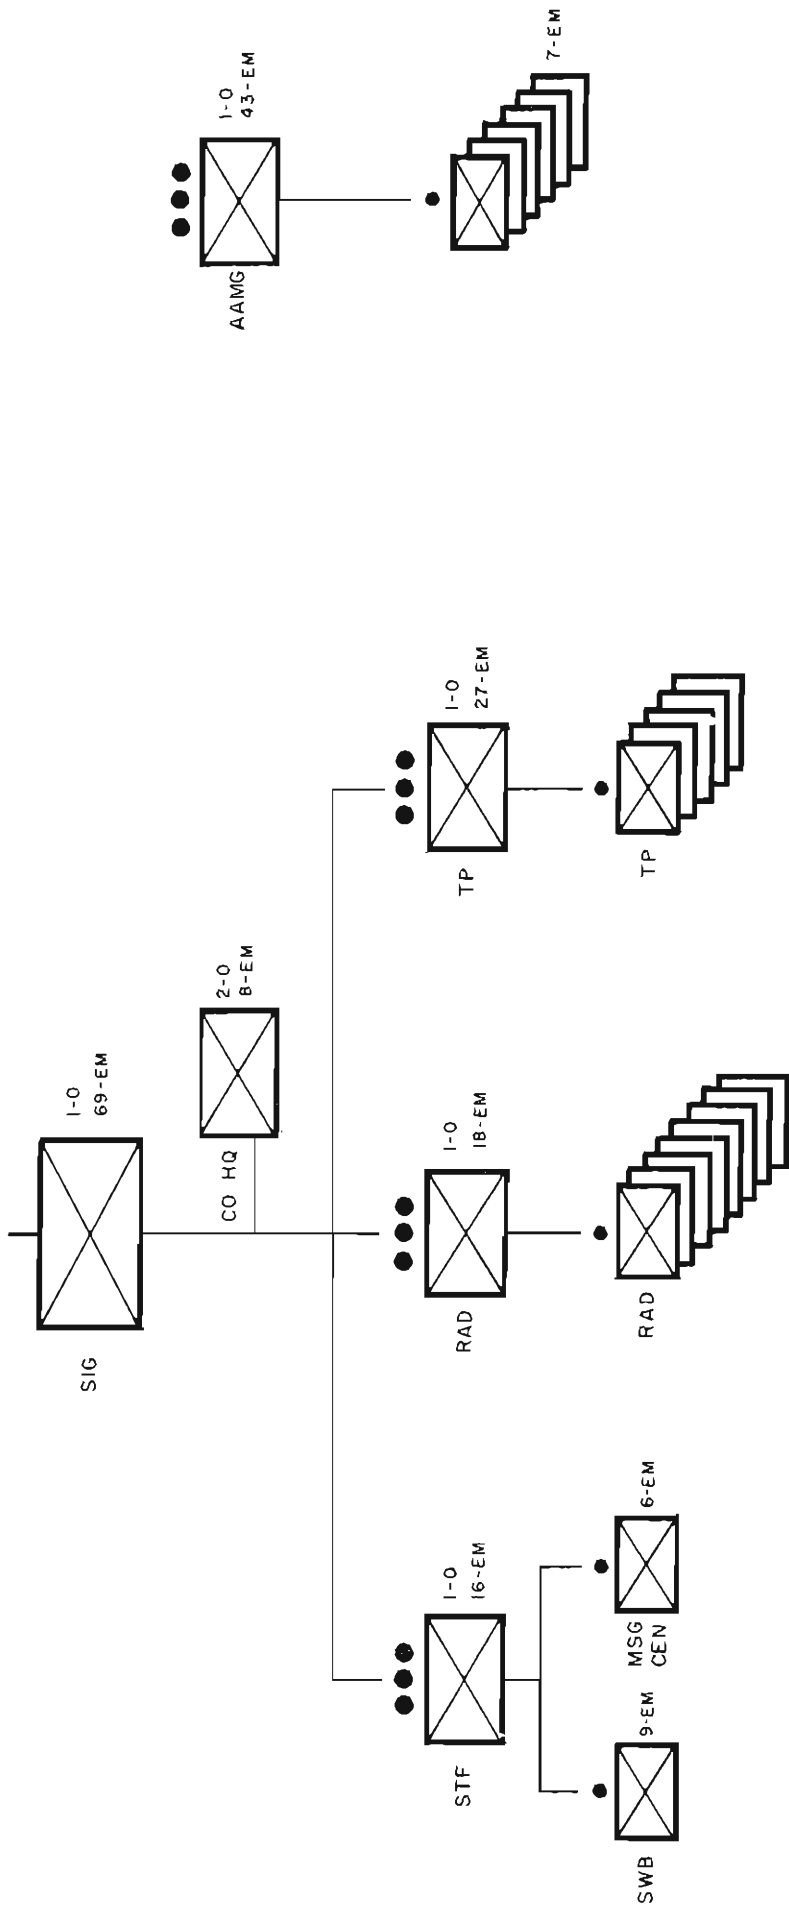 SIG
1-O
69-EM
CO HQ
2-O
8-EM
AAMG
1-O
43-EM
STF
1-O
16-EM
RAD
1-O
18-EM
TP
1-O
27-EM
7-EM
SWB
9-EM
MSG
CEN
6-EM
RAD
TP